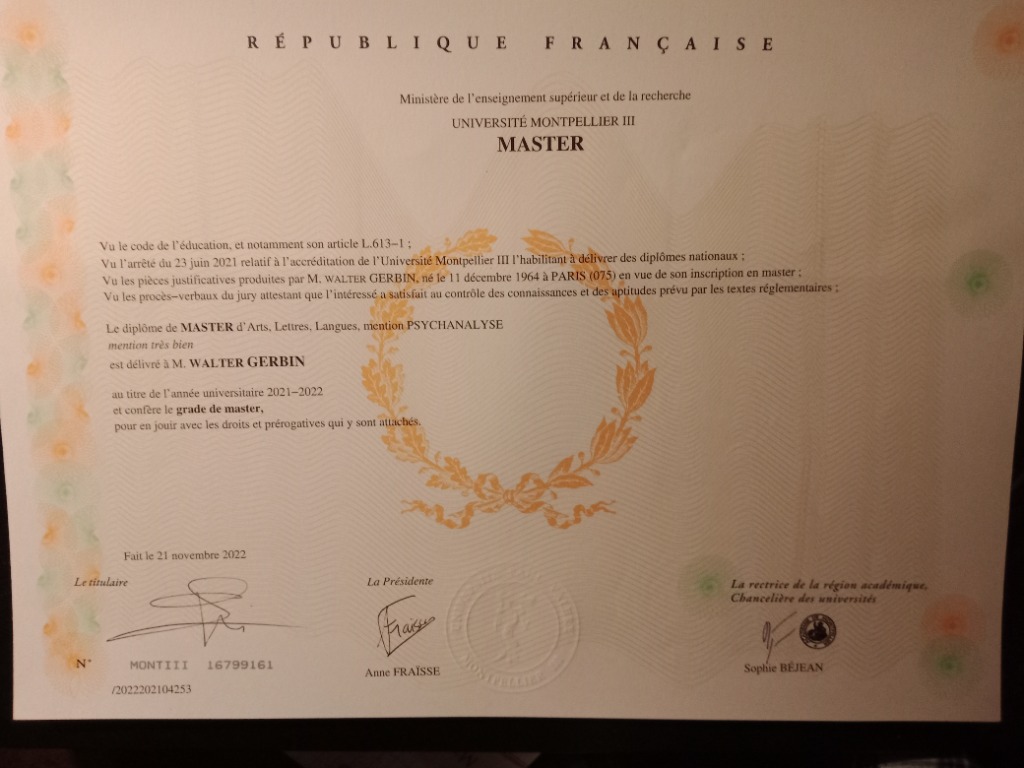 RÉPUBLIQUE FRANÇAISE
Ministère de l'enseignement supérieur et de la recherche
UNIVERSITÉ MONTPELLIER III
MASTER
Vu le code de l'éducation, et notamment son article L.613–1 ;
Vu l'arrêté du 23 juin 2021 relatif à l'accréditation de l'Université Montpellier III l'habilitant à délivrer des diplômes nationaux ;
Vu les pièces justificatives produites par M. WALTER GERBIN, né le 11 décembre 1964 à PARIS (075) en vue de son inscription en master ;
Vu les procès–verbaux du jury attestant que l'intéressé a satisfait au contrôle des connaissances et des aptitudes prévu par les textes réglementaires ;
Le diplôme de MASTER d'Arts, Lettres, Langues, mention PSYCHANALYSE
mention très bien
est délivré à M. WALTER GERBIN
au titre de l'année universitaire 2021–2022
et confère le grade de master,
pour en jouir avec les droits et prérogatives qui y sont attachés.
Fait le 21 novembre 2022
Le titulaire
La Présidente
La rectrice de la région académique,
Chancelière des universités
Fraïsse
Anne FRAÏSSE
Sophie BÉJEAN
N° MONTIII 16799161
/2022202104253